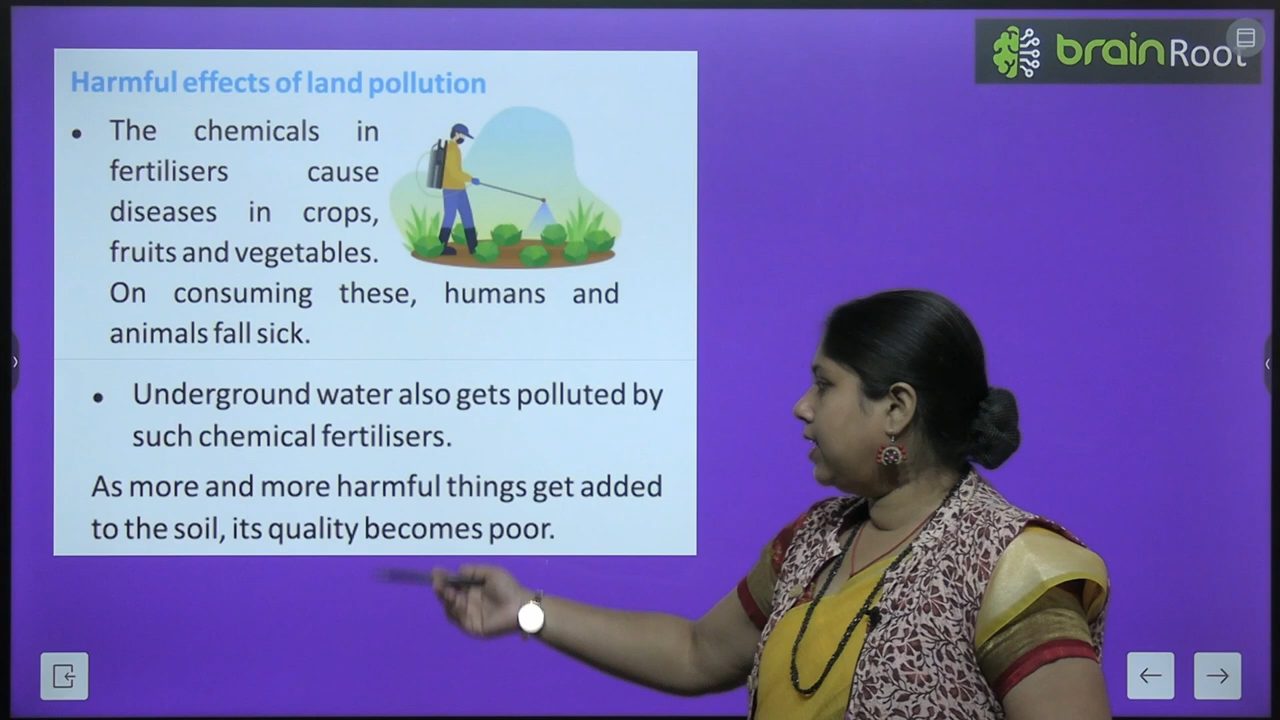 brainRoot
Harmful effects of land pollution
• The chemicals in
fertilisers cause
diseases in crops,
fruits and vegetables.
On consuming these, humans and
animals fall sick.
• Underground water also gets polluted by
such chemical fertilisers.
As more and more harmful things get added
to the soil, its quality becomes poor.